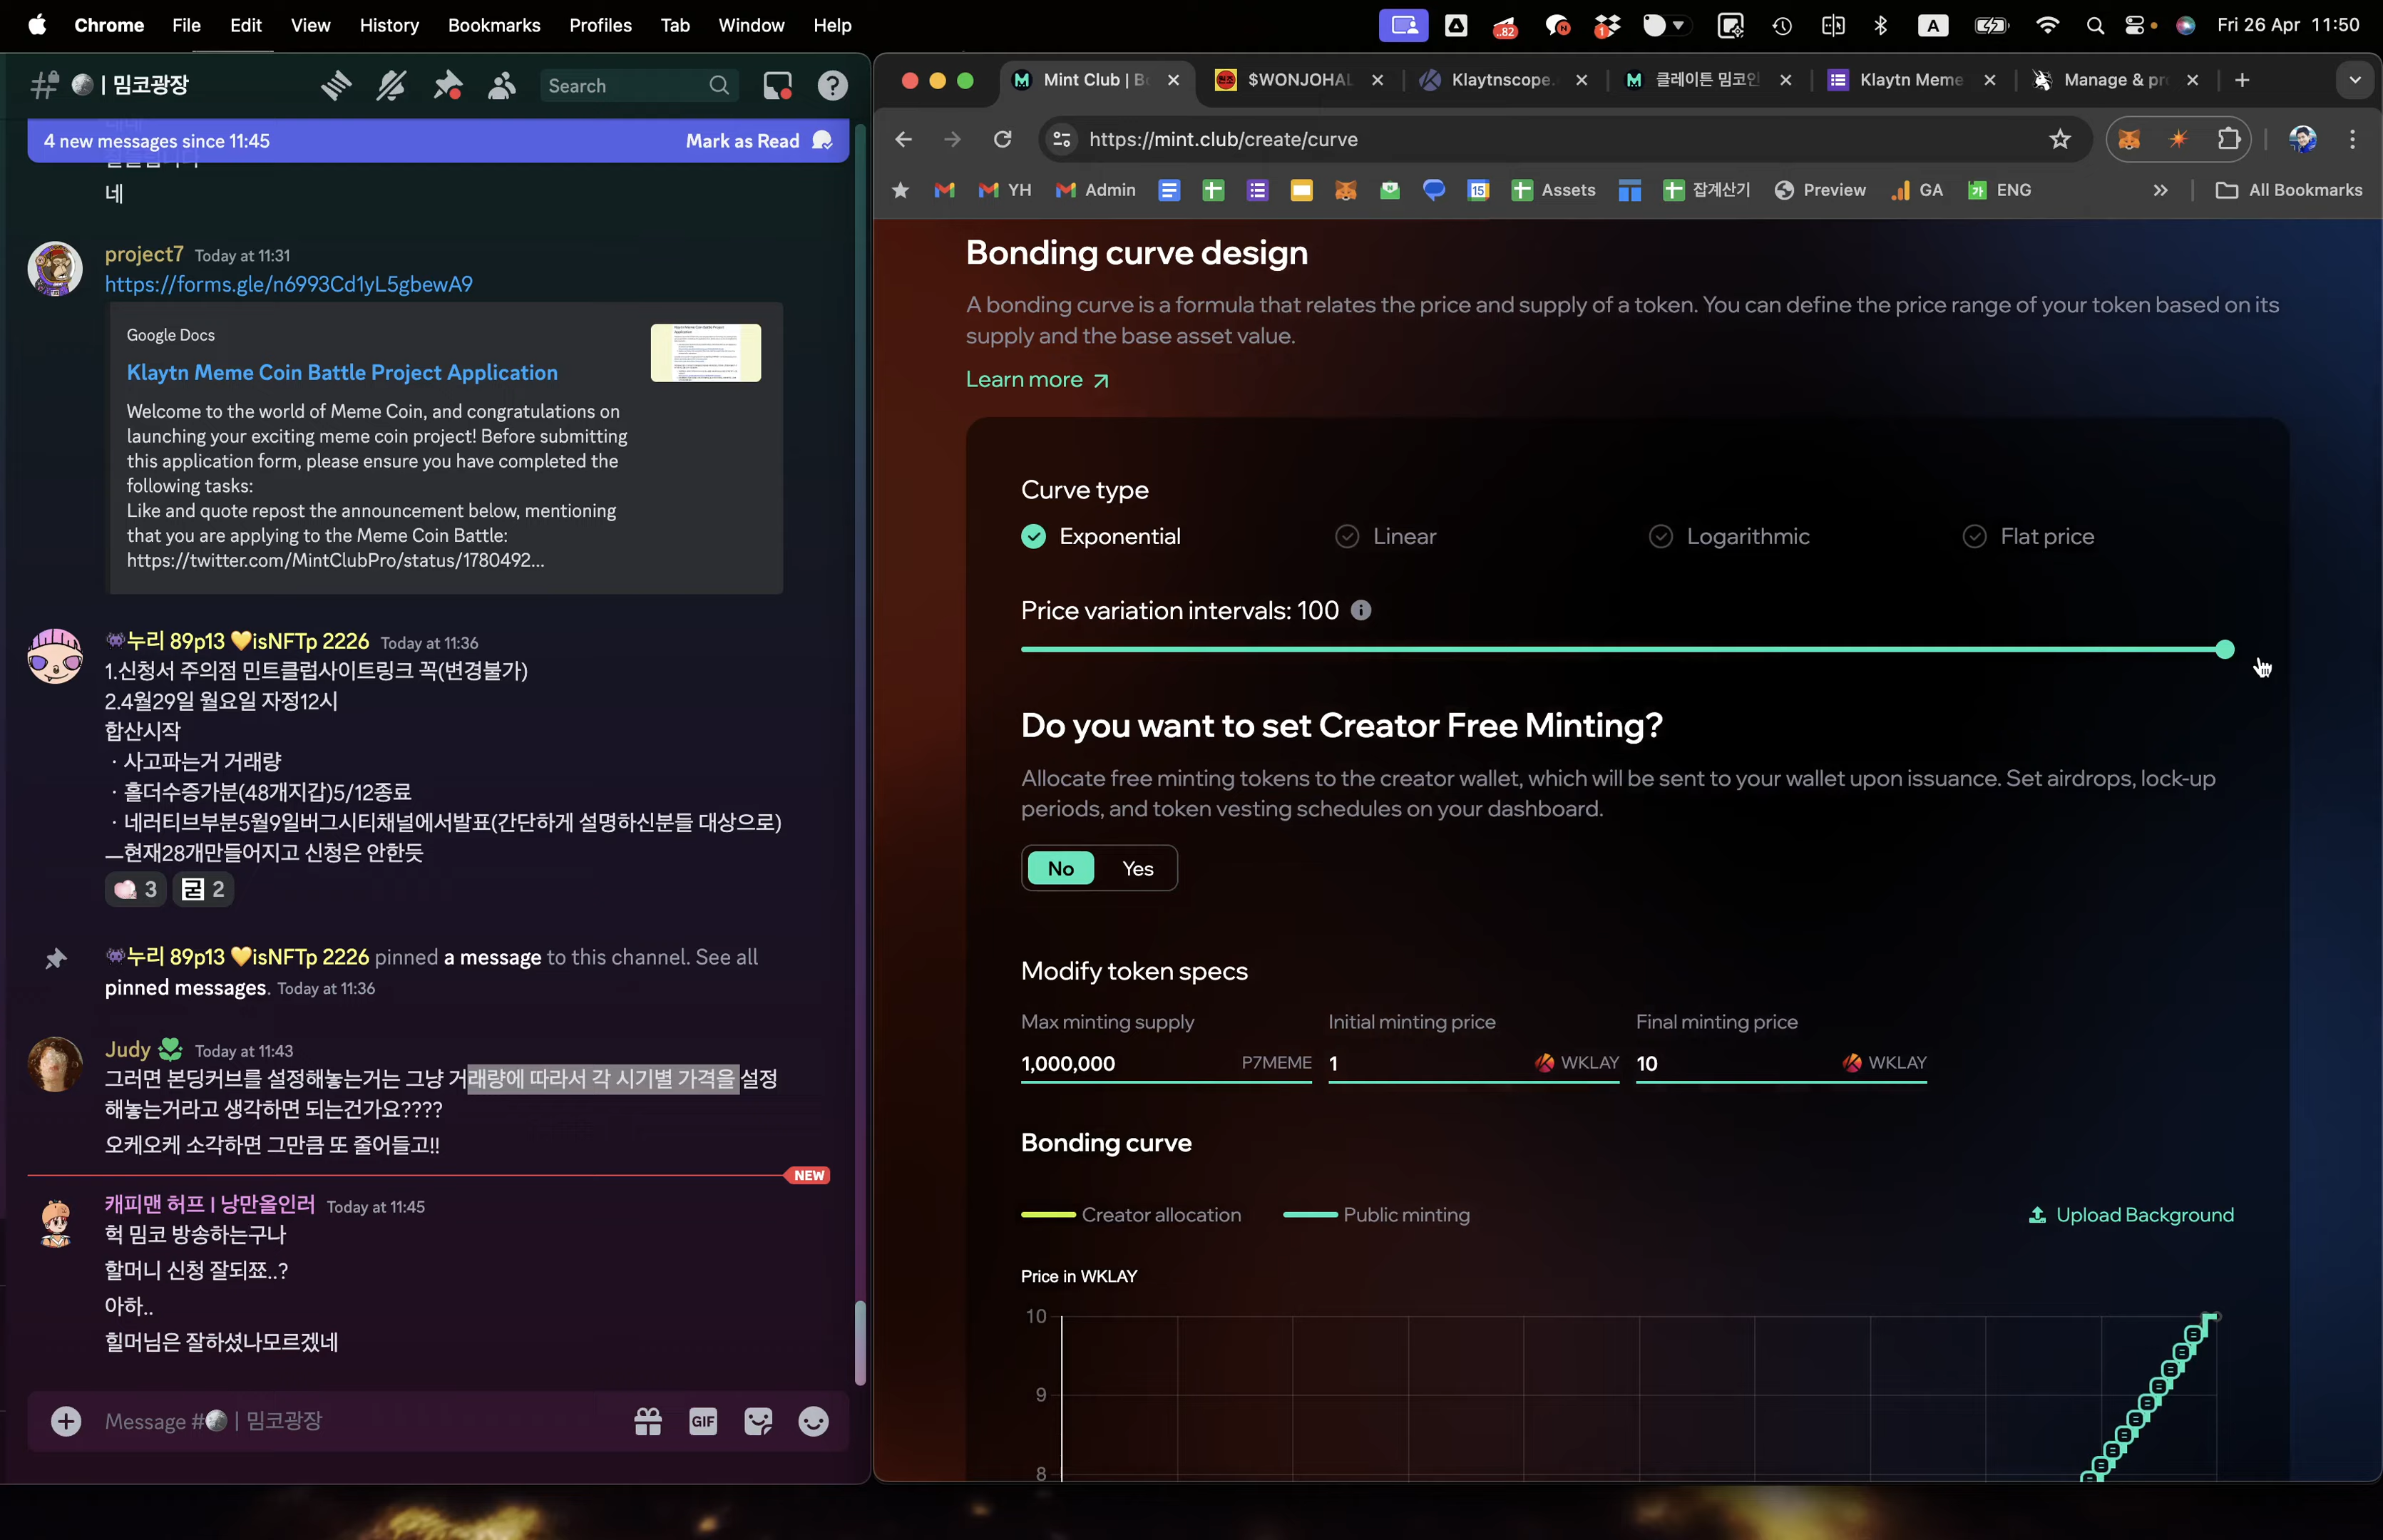 Chrome File Edit View History Bookmarks Profiles Tab Window Help
..82
N
1
A
Fri 26 Apr 11:50
| 밈코광장
Search
4 new messages since 11:45
Mark as Read
네
project7 Today at 11:31
https://forms.gle/n6993Cd1yL5gbewA9
Google Docs
Klaytn Meme Coin Battle Project Application
Welcome to the world of Meme Coin, and congratulations on
launching your exciting meme coin project! Before submitting
this application form, please ensure you have completed the
following tasks:
Like and quote repost the announcement below, mentioning
that you are applying to the Meme Coin Battle:
https://twitter.com/MintClubPro/status/1780492...
누리 89p13 💛isNFTp 2226 Today at 11:36
1.신청서 주의점 민트클럽사이트링크 꼭(변경불가)
2.4월29일 월요일 자정12시
합산시작
· 사고파는거 거래량
· 홀더수증가분(48개지갑)5/12종료
· 네러티브부분5월9일버그시티채널에서발표(간단하게 설명하신분들 대상으로)
ㅡ현재28개만들어지고 신청은 안한듯
3
굳 2
누리 89p13 💛isNFTp 2226 pinned a message to this channel. See all
pinned messages. Today at 11:36
Judy Today at 11:43
그러면 본딩커브를 설정해놓는거는 그냥 거래량에 따라서 각 시기별 가격을 설정
해놓는거라고 생각하면 되는건가요????
오케오케 소각하면 그만큼 또 줄어들고!!
NEW
캐피맨 허프 | 낭만올인러 Today at 11:45
헉 밈코 방송하는구나
할머니 신청 잘되쬬..?
아하..
힐머님은 잘하셨나모르겠네
Message # | 밈코광장
GIF
Mint Club | Bo
$WONJOHAL
Klaytnscope.
클레이튼 밈코인
Klaytn Meme
Manage & pr
https://mint.club/create/curve
YH
Admin
15
Assets
잡계산기
Preview
GA
ENG
All Bookmarks
Bonding curve design
A bonding curve is a formula that relates the price and supply of a token. You can define the price range of your token based on its
supply and the base asset value.
Learn more
Curve type
Exponential
Linear
Logarithmic
Flat price
Price variation intervals: 100
Do you want to set Creator Free Minting?
Allocate free minting tokens to the creator wallet, which will be sent to your wallet upon issuance. Set airdrops, lock-up
periods, and token vesting schedules on your dashboard.
No
Yes
Modify token specs
Max minting supply
Initial minting price
Final minting price
1,000,000 P7MEME
1 WKLAY
10 WKLAY
Bonding curve
Creator allocation
Public minting
Upload Background
Price in WKLAY
10
9
8